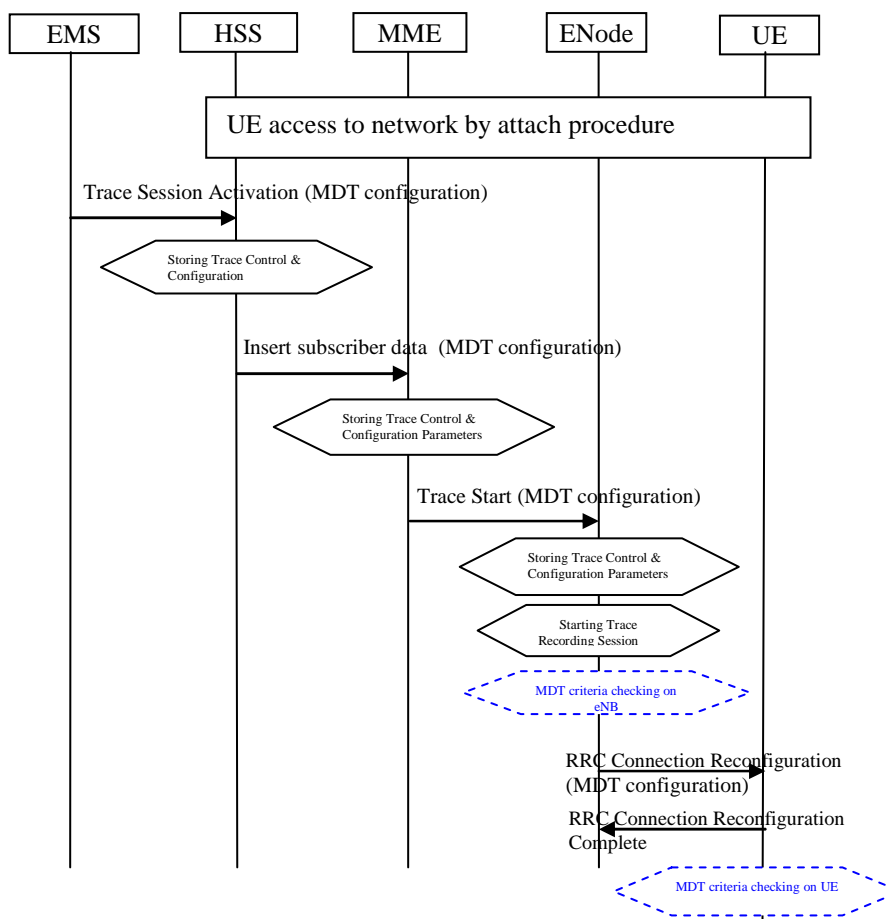 EMS
HSS
MME
ENode
UE
UE access to network by attach procedure
Trace Session Activation (MDT configuration)
Storing Trace Control &
Configuration
Insert subscriber data (MDT configuration)
Storing Trace Control &
Configuration Parameters
Trace Start (MDT configuration)
Storing Trace Control &
Configuration Parameters
Starting Trace
Recording Session
MDT criteria checking on
eNB
RRC Connection Reconfiguration
(MDT configuration)
RRC Connection Reconfiguration
Complete
MDT criteria checking on UE